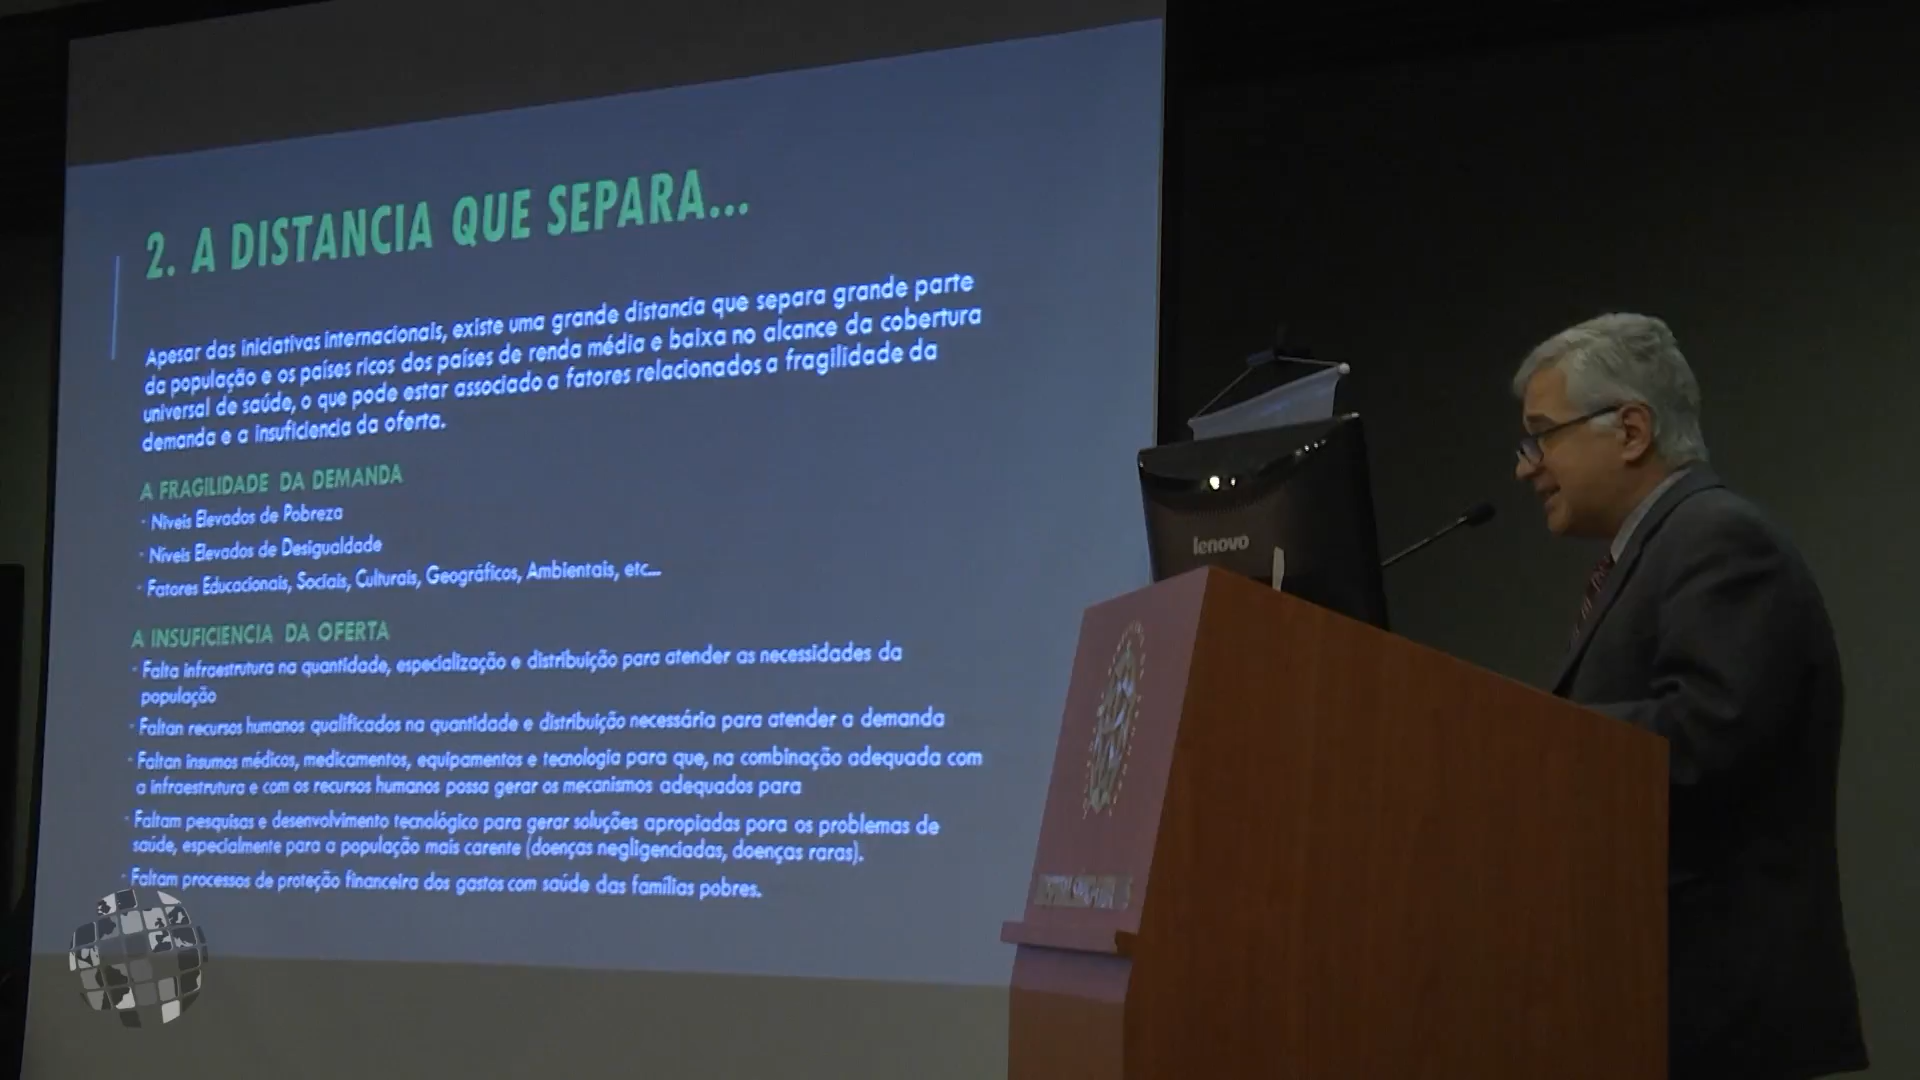 2. A DISTANCIA QUE SEPARA...
Apesar das iniciativas internacionais, existe uma grande distancia que separa grande parte
da população e os países ricos dos países de renda média e baixa no alcance da cobertura
universal de saúde, o que pode estar associado a fatores relacionados a fragilidade da
demanda e a insuficiencia da oferta.
A FRAGILIDADE DA DEMANDA
· Níveis Elevados de Pobreza
· Níveis Elevados de Desigualdade
· Fatores Educacionais, Sociais, Culturais, Geográficos, Ambientais, etc...
A INSUFICIENCIA DA OFERTA
· Falta infraestrutura na quantidade, especialização e distribuição para atender as necessidades da
população
· Faltan recursos humanos qualificados na quantidade e distribuição necessária para atender a demanda
· Faltan insumos médicos, medicamentos, equipamentos e tecnologia para que, na combinação adequada com
a infraestrutura e com os recursos humanos possa gerar os mecanismos adequados para
· Faltam pesquisas e desenvolvimento tecnológico para gerar soluções apropiadas pora os problemas de
saúde, especialmente para a população mais carente (doenças negligenciadas, doenças raras).
· Faltam processos de proteção financeira dos gastos com saúde das famílias pobres.
lenovo